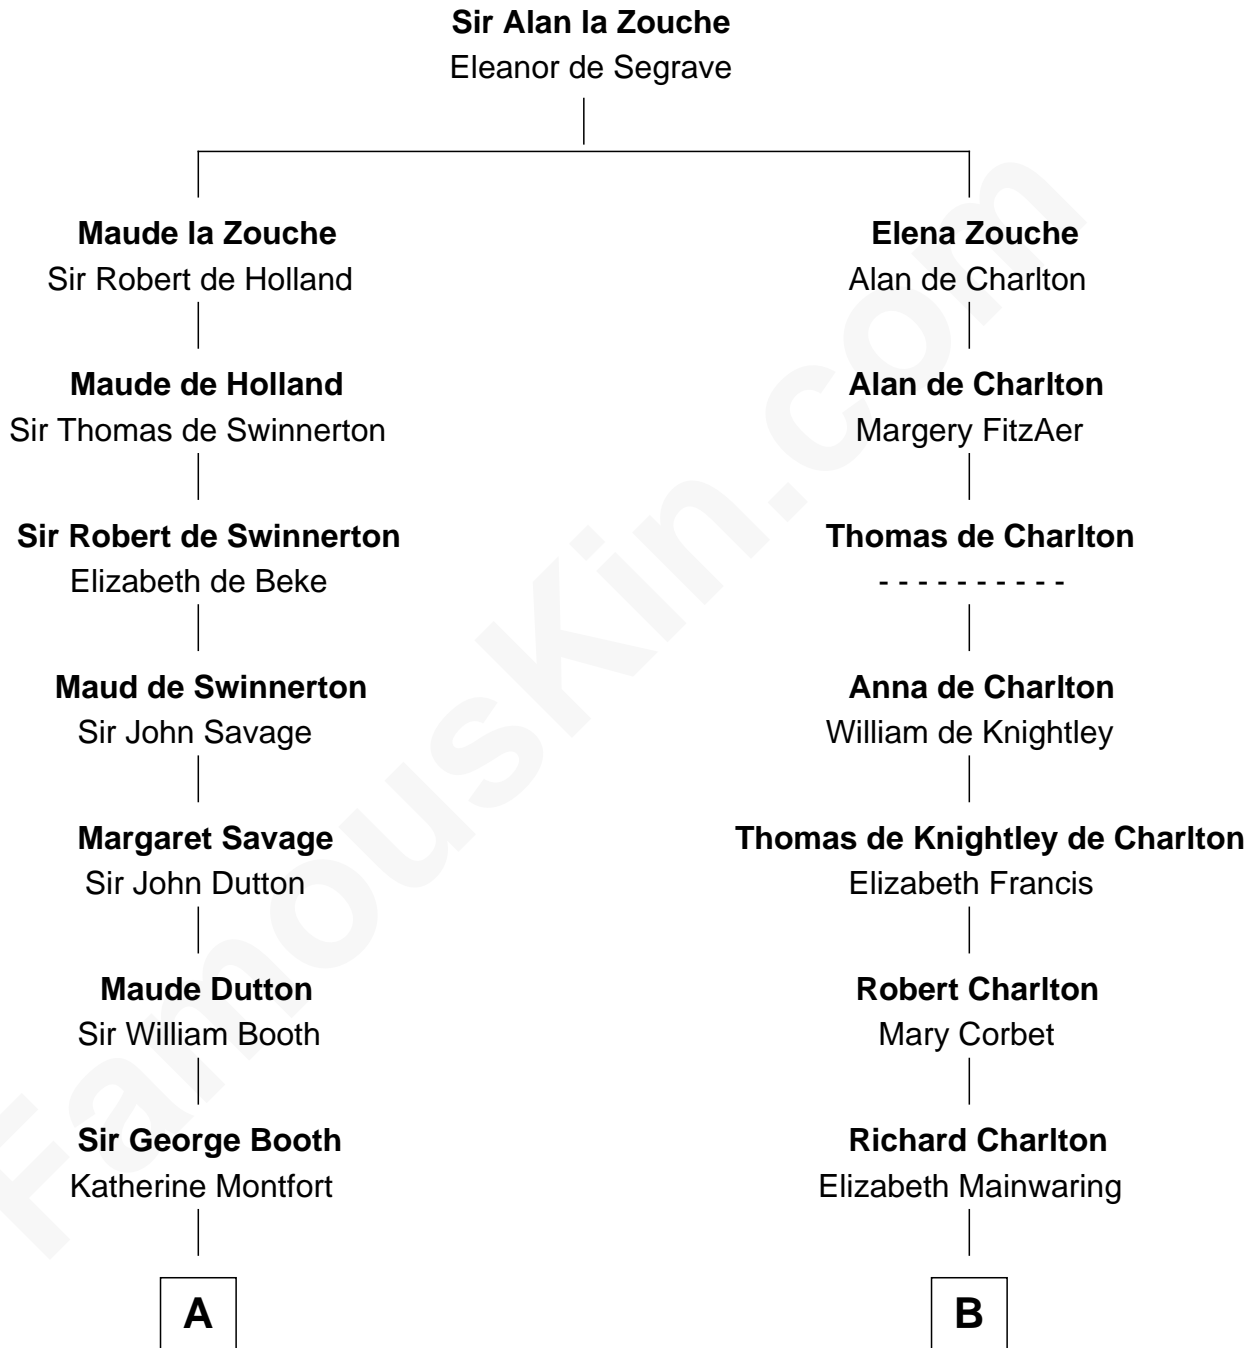 Sir Alan la Zouche
Eleanor de Segrave
Maude la Zouche
Sir Robert de Holland
Elena Zouche
Alan de Charlton
Maude de Holland
Sir Thomas de Swinnerton
Alan de Charlton
Margery FitzAer
Sir Robert de Swinnerton
Elizabeth de Beke
Thomas de Charlton
- - - - - - - - - -
Maud de Swinnerton
Sir John Savage
Anna de Charlton
William de Knightley
Margaret Savage
Sir John Dutton
Thomas de Knightley de Charlton
Elizabeth Francis
Maude Dutton
Sir William Booth
Robert Charlton
Mary Corbet
Sir George Booth
Katherine Montfort
Richard Charlton
Elizabeth Mainwaring
A
B
FamousKin.com